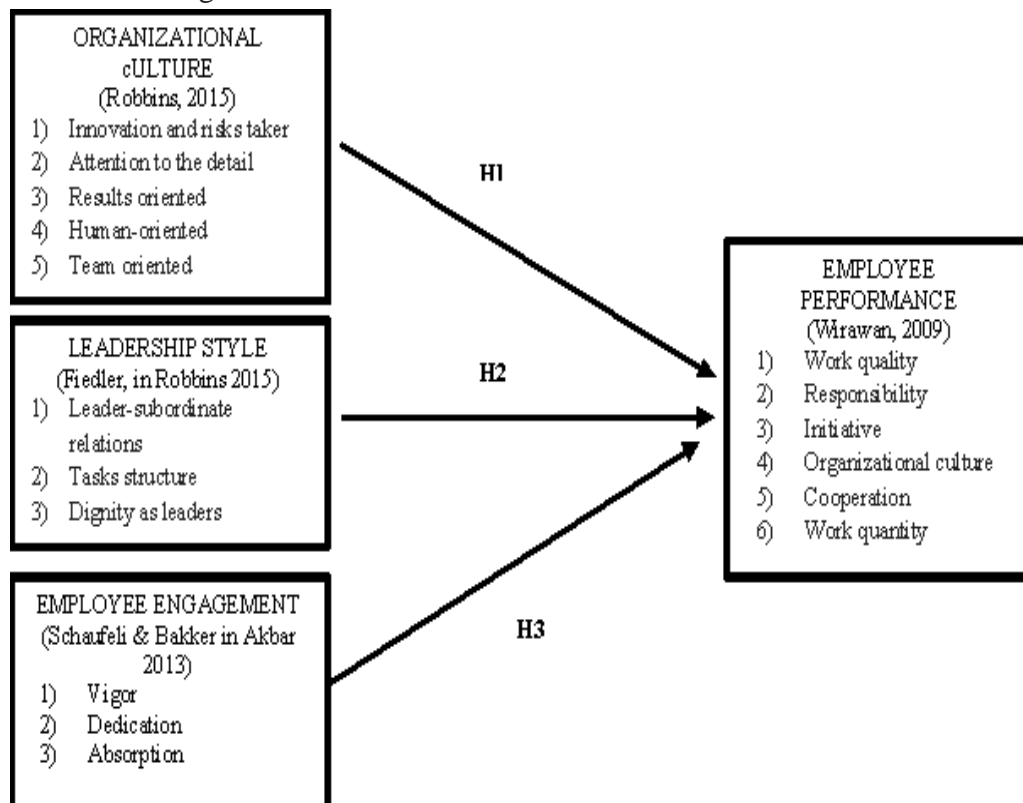 ORGANIZATIONAL
cULTURE
(Robbins, 2015)
1) Innovation and risks taker
2) Attention to the detail
3) Results oriented
4) Human-oriented
5) Team oriented
H1
LEADERSHIP STYLE
(Fiedler, in Robbins 2015)
1) Leader-subordinate
relations
2) Tasks structure
3) Dignity as leaders
H2
EMPLOYEE ENGAGEMENT
(Schaufeli & Bakker in Akbar
2013)
1) Vigor
2) Dedication
3) Absorption
H3
EMPLOYEE
PERFORMANCE
(Wirawan, 2009)
1) Work quality
2) Responsibility
3) Initiative
4) Organizational culture
5) Cooperation
6) Work quantity